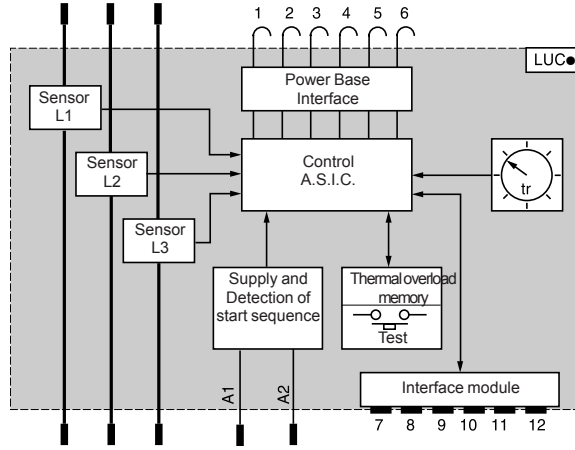 1 2 3 4 5 6
LUC●
Power Base
Interface
Sensor
L1
Control
A.S.I.C.
Sensor
L2
tr
Sensor
L3
Supply and
Detection of
start sequence
Thermal overload
memory
Test
A1 A2
Interface module
7 8 9 10 11 12